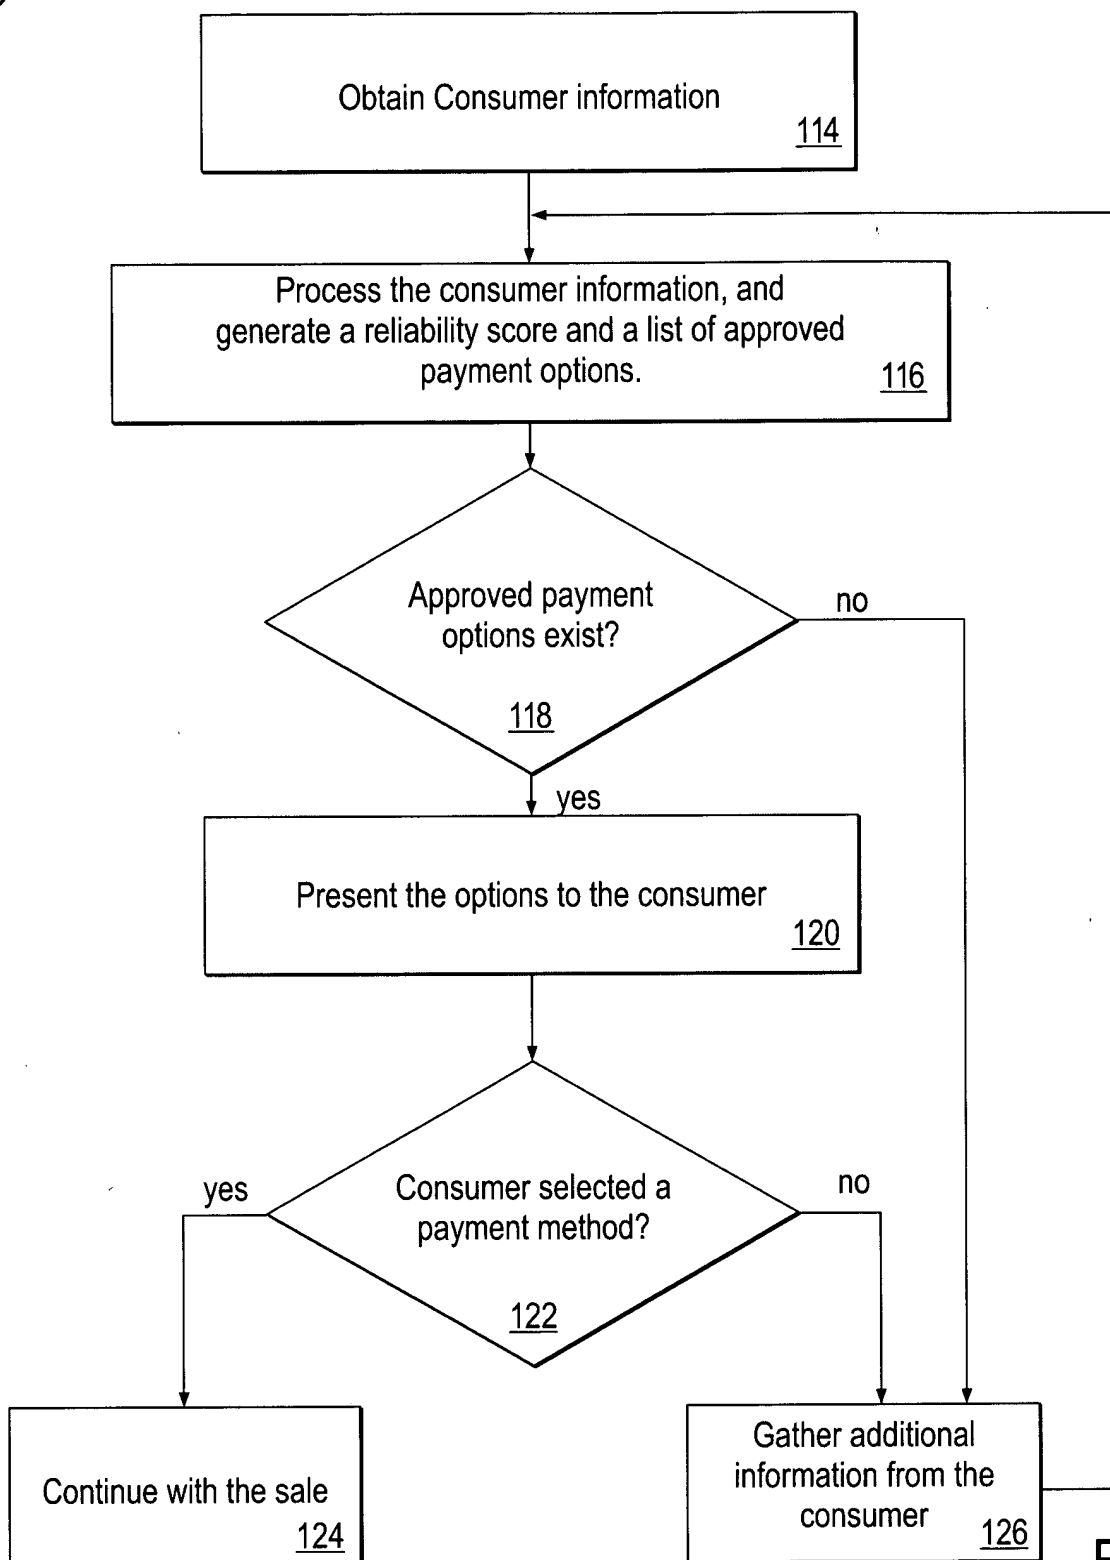 Obtain Consumer information
114
Process the consumer information, and
generate a reliability score and a list of approved
payment options.
116
Approved payment
options exist?
no
118
yes
Present the options to the consumer
120
yes
Consumer selected a
payment method?
no
122
Continue with the sale
124
Gather additional
information from the
consumer
126